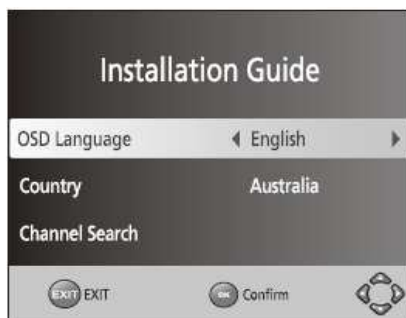 Installation Guide
OSD Language English
Country Australia
Channel Search
EXIT EXIT OK Confirm